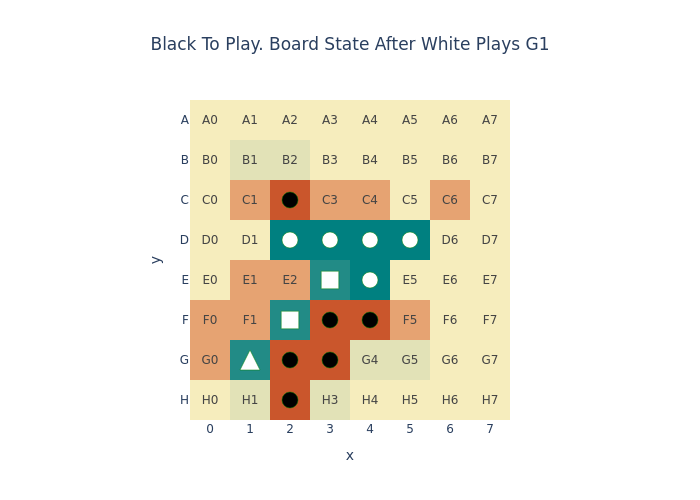 Black To Play. Board State After White Plays G1
A A0 A1 A2 A3 A4 A5 A6 A7
B B0 B1 B2 B3 B4 B5 B6 B7
C C0 C1 C3 C4 C5 C6 C7
D D0 D1 D6 D7
y
E E0 E1 E2 E5 E6 E7
F F0 F1 F5 F6 F7
G G0 G4 G5 G6 G7
H H0 H1 H3 H4 H5 H6 H7
0 1 2 3 4 5 6 7
x